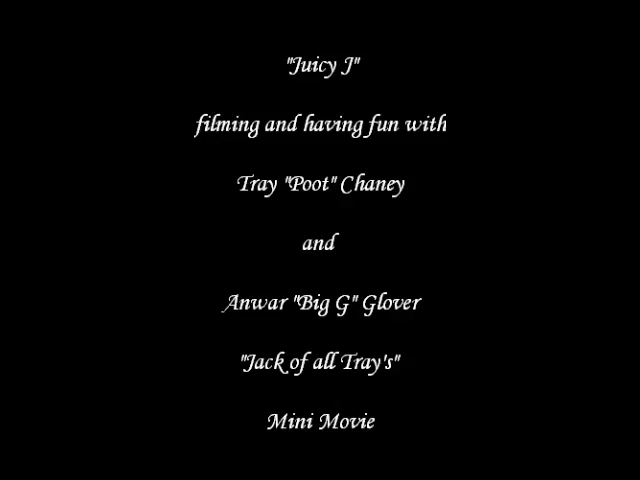 "Juicy J"
filming and having fun with
Tray "Poot" Chaney
and
Anwar "Big G" Glover
"Jack of all Tray's"
Mini Movie